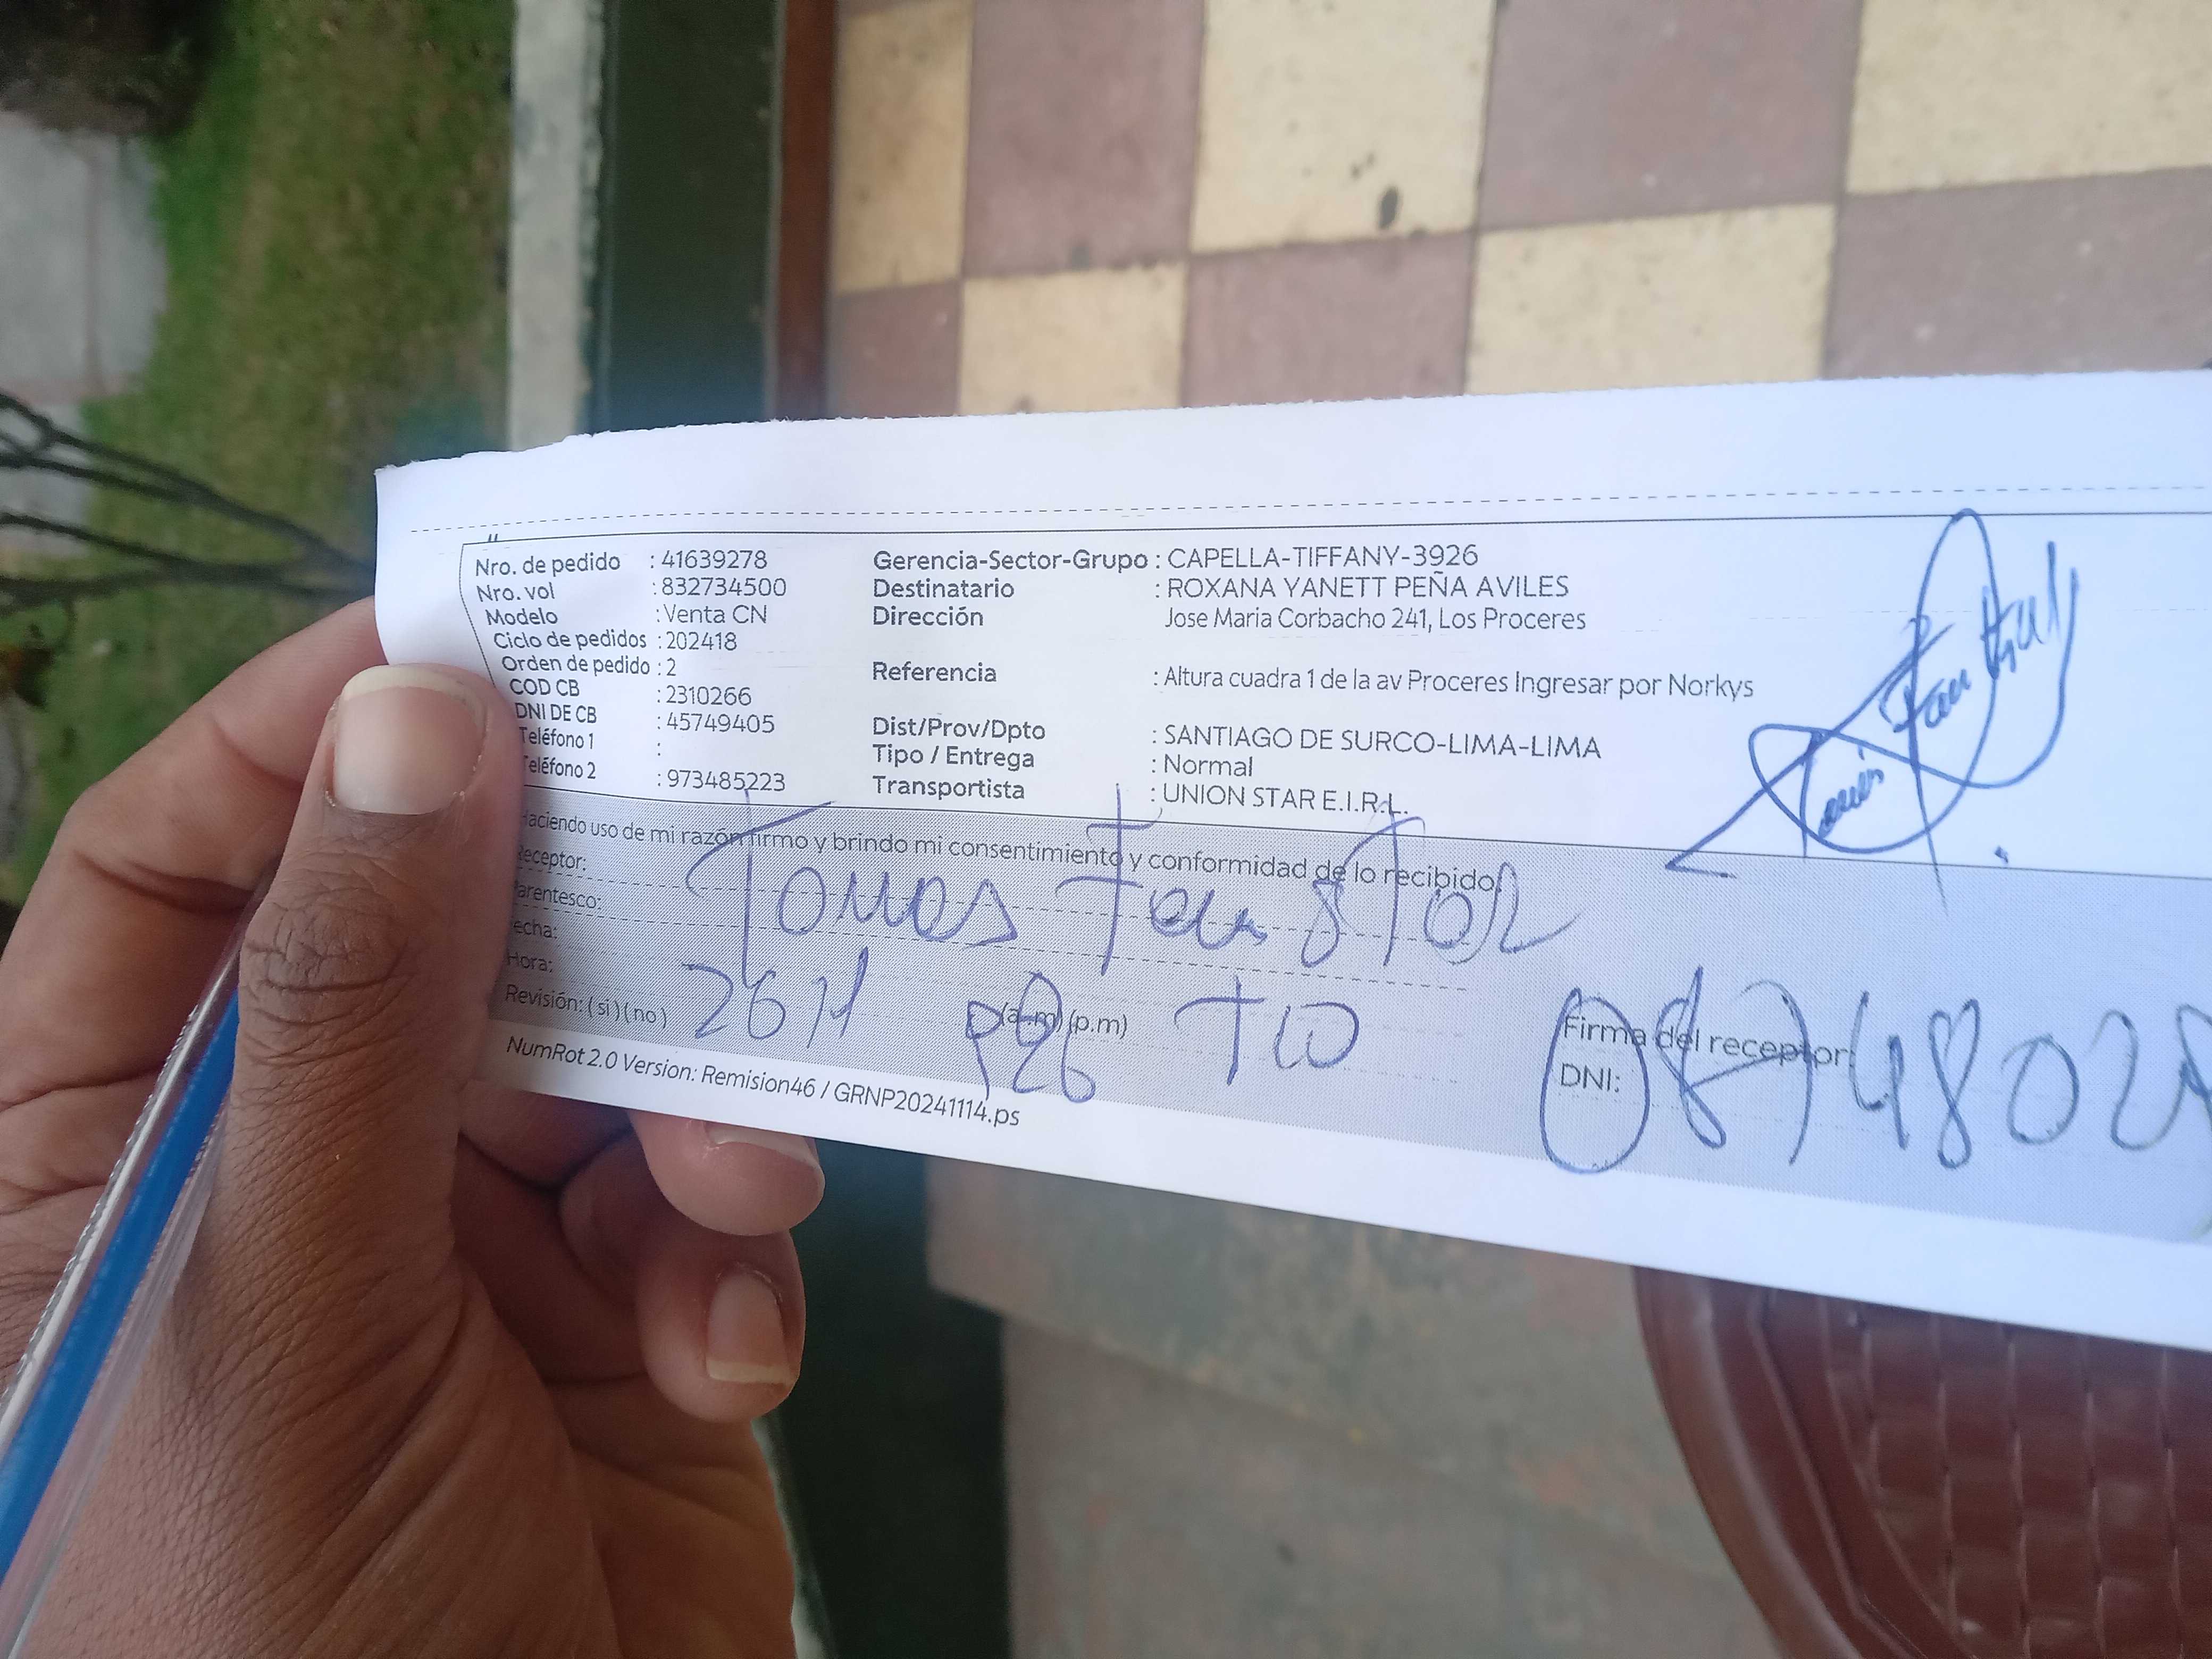 Nro. de pedido : 41639278 Gerencia-Sector-Grupo : CAPELLA-TIFFANY-3926
Nro. vol : 832734500 Destinatario : ROXANA YANETT PEÑA AVILES
Modelo : Venta CN Dirección Jose Maria Corbacho 241, Los Proceres
Ciclo de pedidos : 202418
Orden de pedido : 2 Referencia : Altura cuadra 1 de la av Proceres Ingresar por Norkys
COD CB : 2310266
DNI DE CB : 45749405 Dist/Prov/Dpto : SANTIAGO DE SURCO-LIMA-LIMA
Teléfono 1 : Tipo / Entrega : Normal
Teléfono 2 : 973485223 Transportista : UNION STAR E.I.R.L.
Haciendo uso de mi razón firmo y brindo mi consentimiento y conformidad de lo recibido
Receptor:
Parentesco: Tomas
Fecha:
Hora: (a.m) (p.m)
Revisión: ( si ) ( no ) TIO
Firma del receptor:
DNI:
NumRot 2.0 Version: Remision46 / GRNP20241114.ps